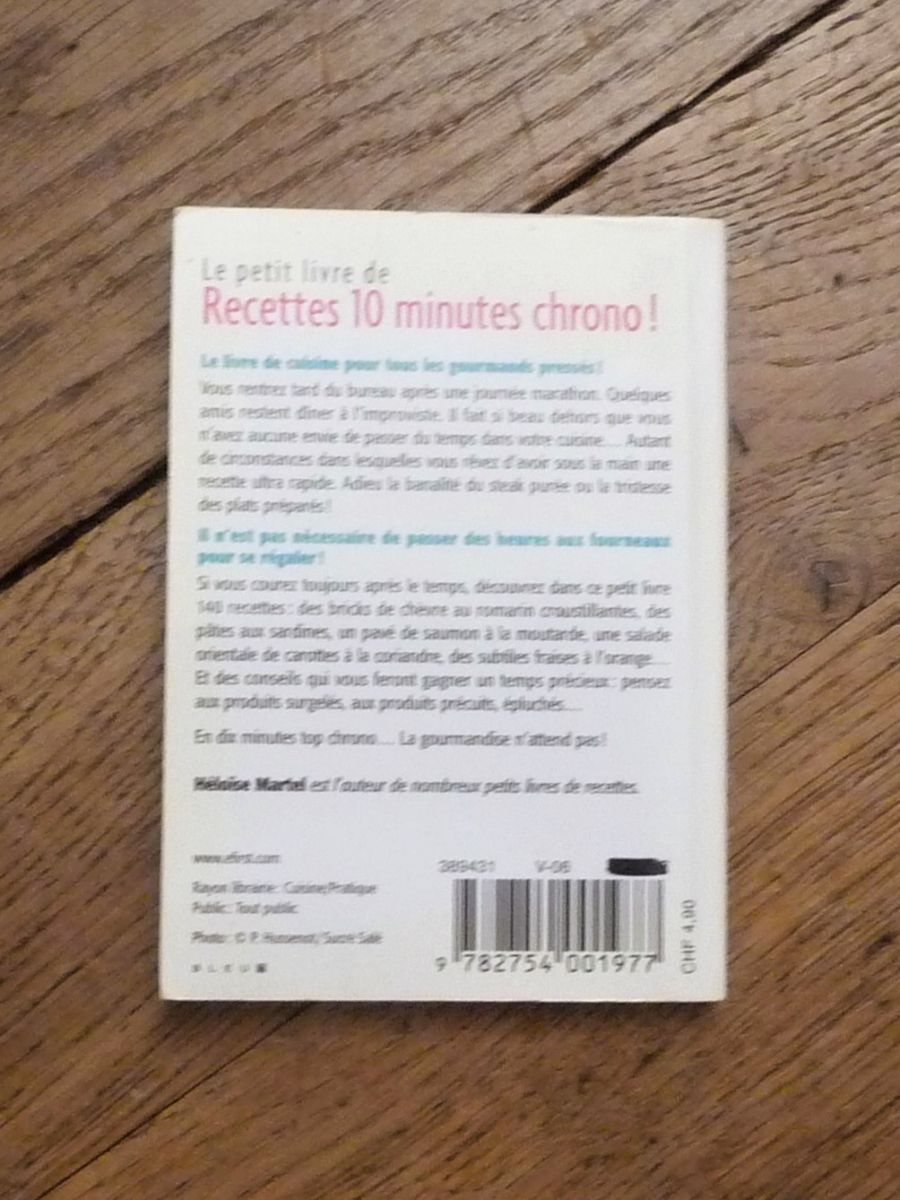 Le petit livre de
Recettes 10 minutes chrono !
Le livre de cuisine pour tous les gourmands pressés !
Vous rentrez tard du bureau après une journée marathon. Quelques
amis restent dîner à l'improviste. Il fait si beau dehors que vous
n'avez aucune envie de passer du temps dans votre cuisine... Autant
de circonstances dans lesquelles vous rêvez d'avoir sous la main une
recette ultra rapide. Adieu la banalité du steak purée ou la tristesse
des plats préparés !
Il n'est pas nécessaire de passer des heures aux fourneaux
pour se régaler !
Si vous courez toujours après le temps, découvrez dans ce petit livre
140 recettes : des bricks de chèvre au romarin croustillantes, des
pâtes aux sardines, un pavé de saumon à la moutarde, une salade
orientale de carottes à la coriandre, des subtiles fraises à l'orange...
Et des conseils qui vous feront gagner un temps précieux : pensez
aux produits surgelés, aux produits précuits, épluchés...
En dix minutes top chrono... La gourmandise n'attend pas !
Héloïse Martel est l'auteur de nombreux petits livres de recettes.
www.efirst.com
Rayon librairie : Cuisine/Pratique
Public : Tout public
Photo : © P. Hussenot/Sucré Salé
389431 V-06
9 782754 001977
CHF 4,90